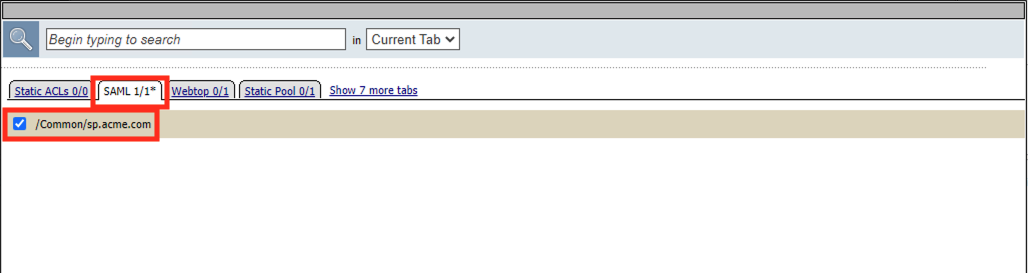 Begin typing to search in Current Tab
Static ACLs 0/0 SAML 1/1* Webtop 0/1 Static Pool 0/1 Show 7 more tabs
/Common/sp.acme.com